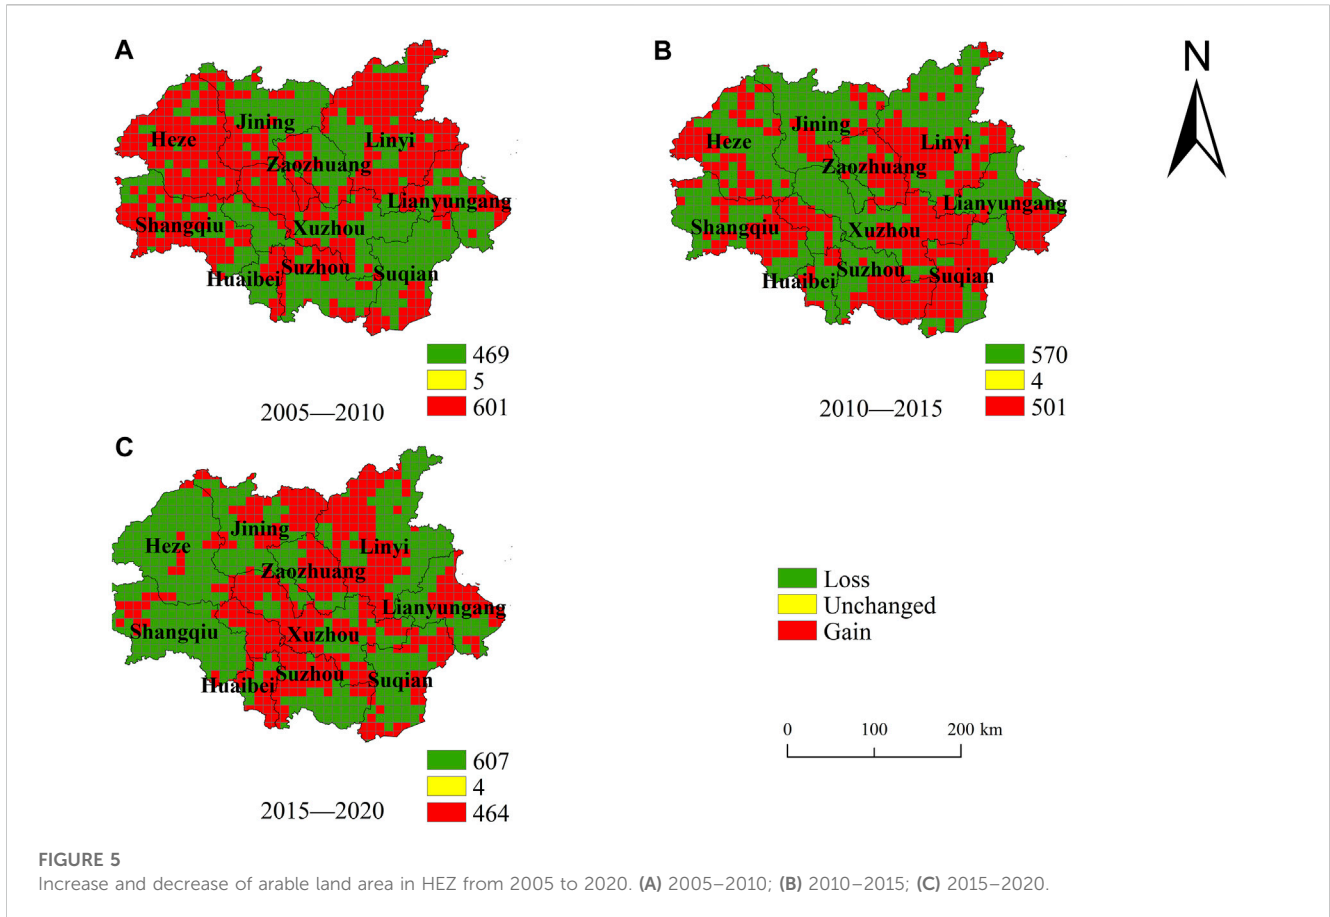 A
Jining
Heze
Linyi
Zaozhuang
Lianyungang
Shangqiu
Xuzhou
Suzhou
Huaibei
Suqian
469
5
601
2005—2010
B
Jining
Heze
Linyi
Zaozhuang
Lianyungang
Shangqiu
Xuzhou
Suzhou
Huaibei
Suqian
570
4
501
2010—2015
N
C
Jining
Heze
Linyi
Zaozhuang
Lianyungang
Shangqiu
Xuzhou
Suzhou
Huaibei
Suqian
607
4
464
2015—2020
Loss
Unchanged
Gain
0 100 200 km
FIGURE 5
Increase and decrease of arable land area in HEZ from 2005 to 2020. (A) 2005–2010; (B) 2010–2015; (C) 2015–2020.